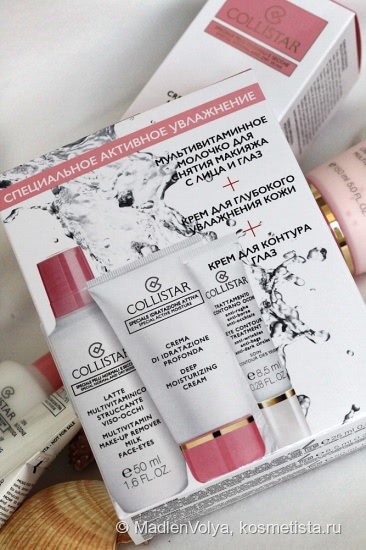 COLLISTAR
СПЕЦИАЛЬНОЕ АКТИВНОЕ УВЛАЖНЕНИЕ
МУЛЬТИВИТАМИННОЕ
МОЛОЧКО ДЛЯ
СНЯТИЯ МАКИЯЖА
С ЛИЦА И ГЛАЗ
+
КРЕМ ДЛЯ ГЛУБОКОГО
УВЛАЖНЕНИЯ КОЖИ
+
КРЕМ ДЛЯ КОНТУРА
ГЛАЗ
COLLISTAR
LATTE
MULTIVITAMINICO
STRUCCANTE
VISO-OCCHI
MULTIVITAMIN
MAKE-UP REMOVER
MILK
FACE-EYES
50 ml
1.6 FL.OZ.
COLLISTAR
SPECIALE IDRATAZIONE ATTIVA
SPECIAL ACTIVE MOISTURE
CREMA
DI IDRATAZIONE
PROFONDA
DEEP
MOISTURIZING
CREAM
COLLISTAR
TRATTAMENTO
CONTORNO OCCHI
EYE CONTOUR
TREATMENT
8.5 ml
0.28 FL.OZ.
© MadlenVolya, kosmetista.ru